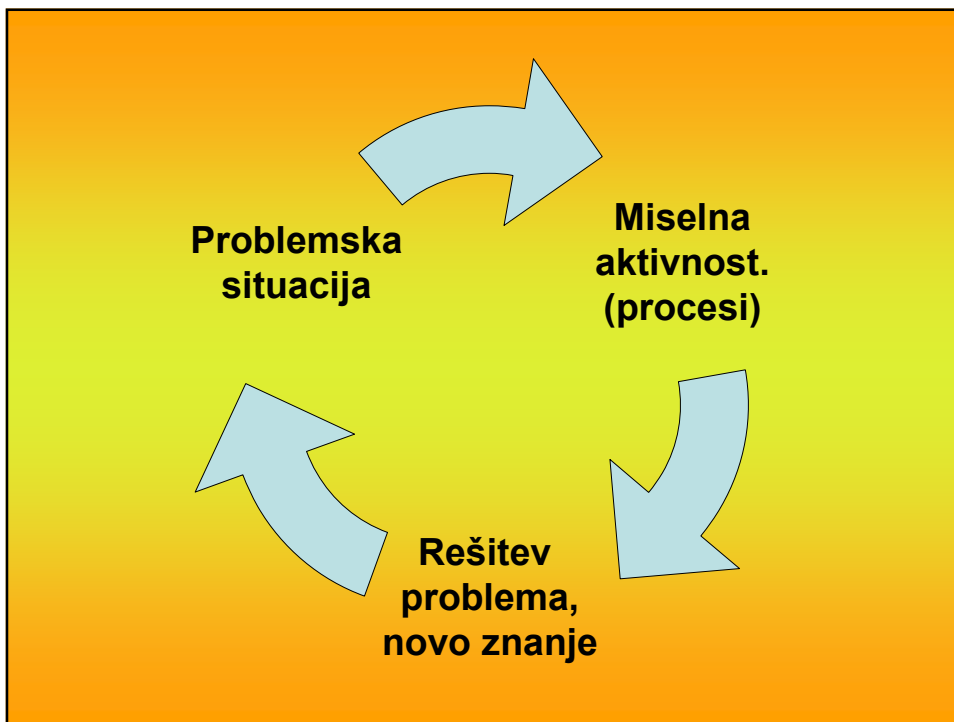 Problemska
situacija
Miselna
aktivnost.
(procesi)
Rešitev
problema,
novo znanje